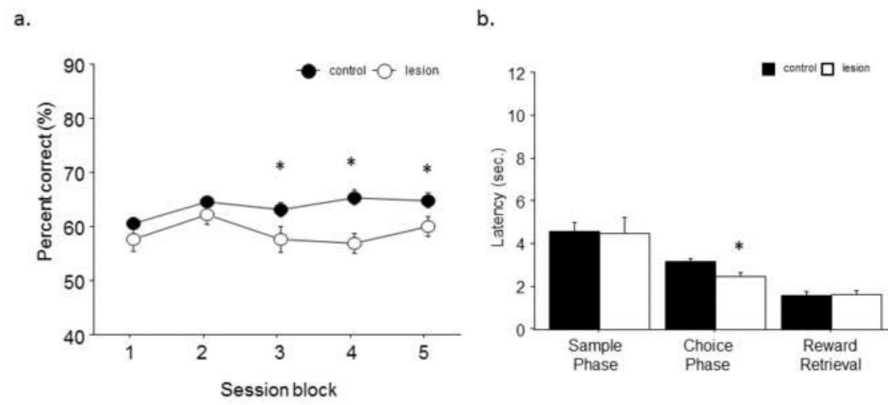 a.
90
80
70
60
50
40
Percent correct (%)
control
lesion
*
*
*
1
2
3
4
5
Session block
b.
12
10
8
6
4
2
0
Latency (sec.)
control
lesion
*
Sample
Phase
Choice
Phase
Reward
Retrieval